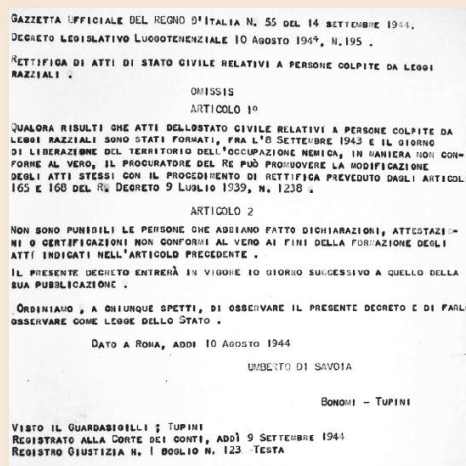 GAZZETTA UFFICIALE DEL REGNO D'ITALIA N. 55 DEL 14 SETTEMBRE 1944.
DECRETO LEGISLATIVO LUOGOTENENZIALE 10 AGOSTO 1944, N.195 .
RETTIFICA DI ATTI DI STATO CIVILE RELATIVI A PERSONE COLPITE DA LEGGI
RAZZIALI .
OMISSIS
ARTICOLO 1º
QUALORA RISULTI CHE ATTI DELLOSTATO CIVILE RELATIVI A PERSONE COLPITE DA
LEGGI RAZZIALI SONO STATI FORMATI, FRA L'8 SETTEMBRE 1943 E IL GIORNO
DI LIBERAZIONE DEL TERRITORIO DELL'OCCUPAZIONE NEMICA, IN MANIERA NON CON-
FORME AL VERO, IL PROCURATORE DEL RE PUÒ PROMUOVERE LA MODIFICAZIONE
DEGLI ATTI STESSI CON IL PROCEDIMENTO DI RETTIFICA PREVEDUTO DAGLI ARTICOL
165 E 168 DEL R. DECRETO 9 LUGLIO 1939, N. 1238 .
ARTICOLO 2
NON SONO PUNIBILI LE PERSONE CHE ABBIANO FATTO DICHIARAZIONI, ATTESTAZIO-
NI O CERTIFICAZIONI NON CONFORMI AL VERO AI FINI DELLA FORMAZIONE DEGLI
ATTI INDICATI NELL'ARTICOLO PRECEDENTE .
IL PRESENTE DECRETO ENTRERÀ IN VIGORE IO GIORNO SUCCESSIVO A QUELLO DELLA
SUA PUBBLICAZIONE .
ORDINIAMO , A CHIUNQUE SPETTI, DI OSSERVARE IL PRESENTE DECRETO E DI FARL
OSSERVARE COME LEGGE DELLO STATO .
DATO A ROMA, ADDI 10 AGOSTO 1944
UMBERTO DI SAVOIA
BONOMI - TUPINI
VISTO IL GUARDASIGILLI ; TUPINI
REGISTRATO ALLA CORTE DEI CONTI, ADDÌ 9 SETTEMBRE 1944
REGISTRO GIUSTIZIA N. 1 BOGLIO N. 123 TESTA